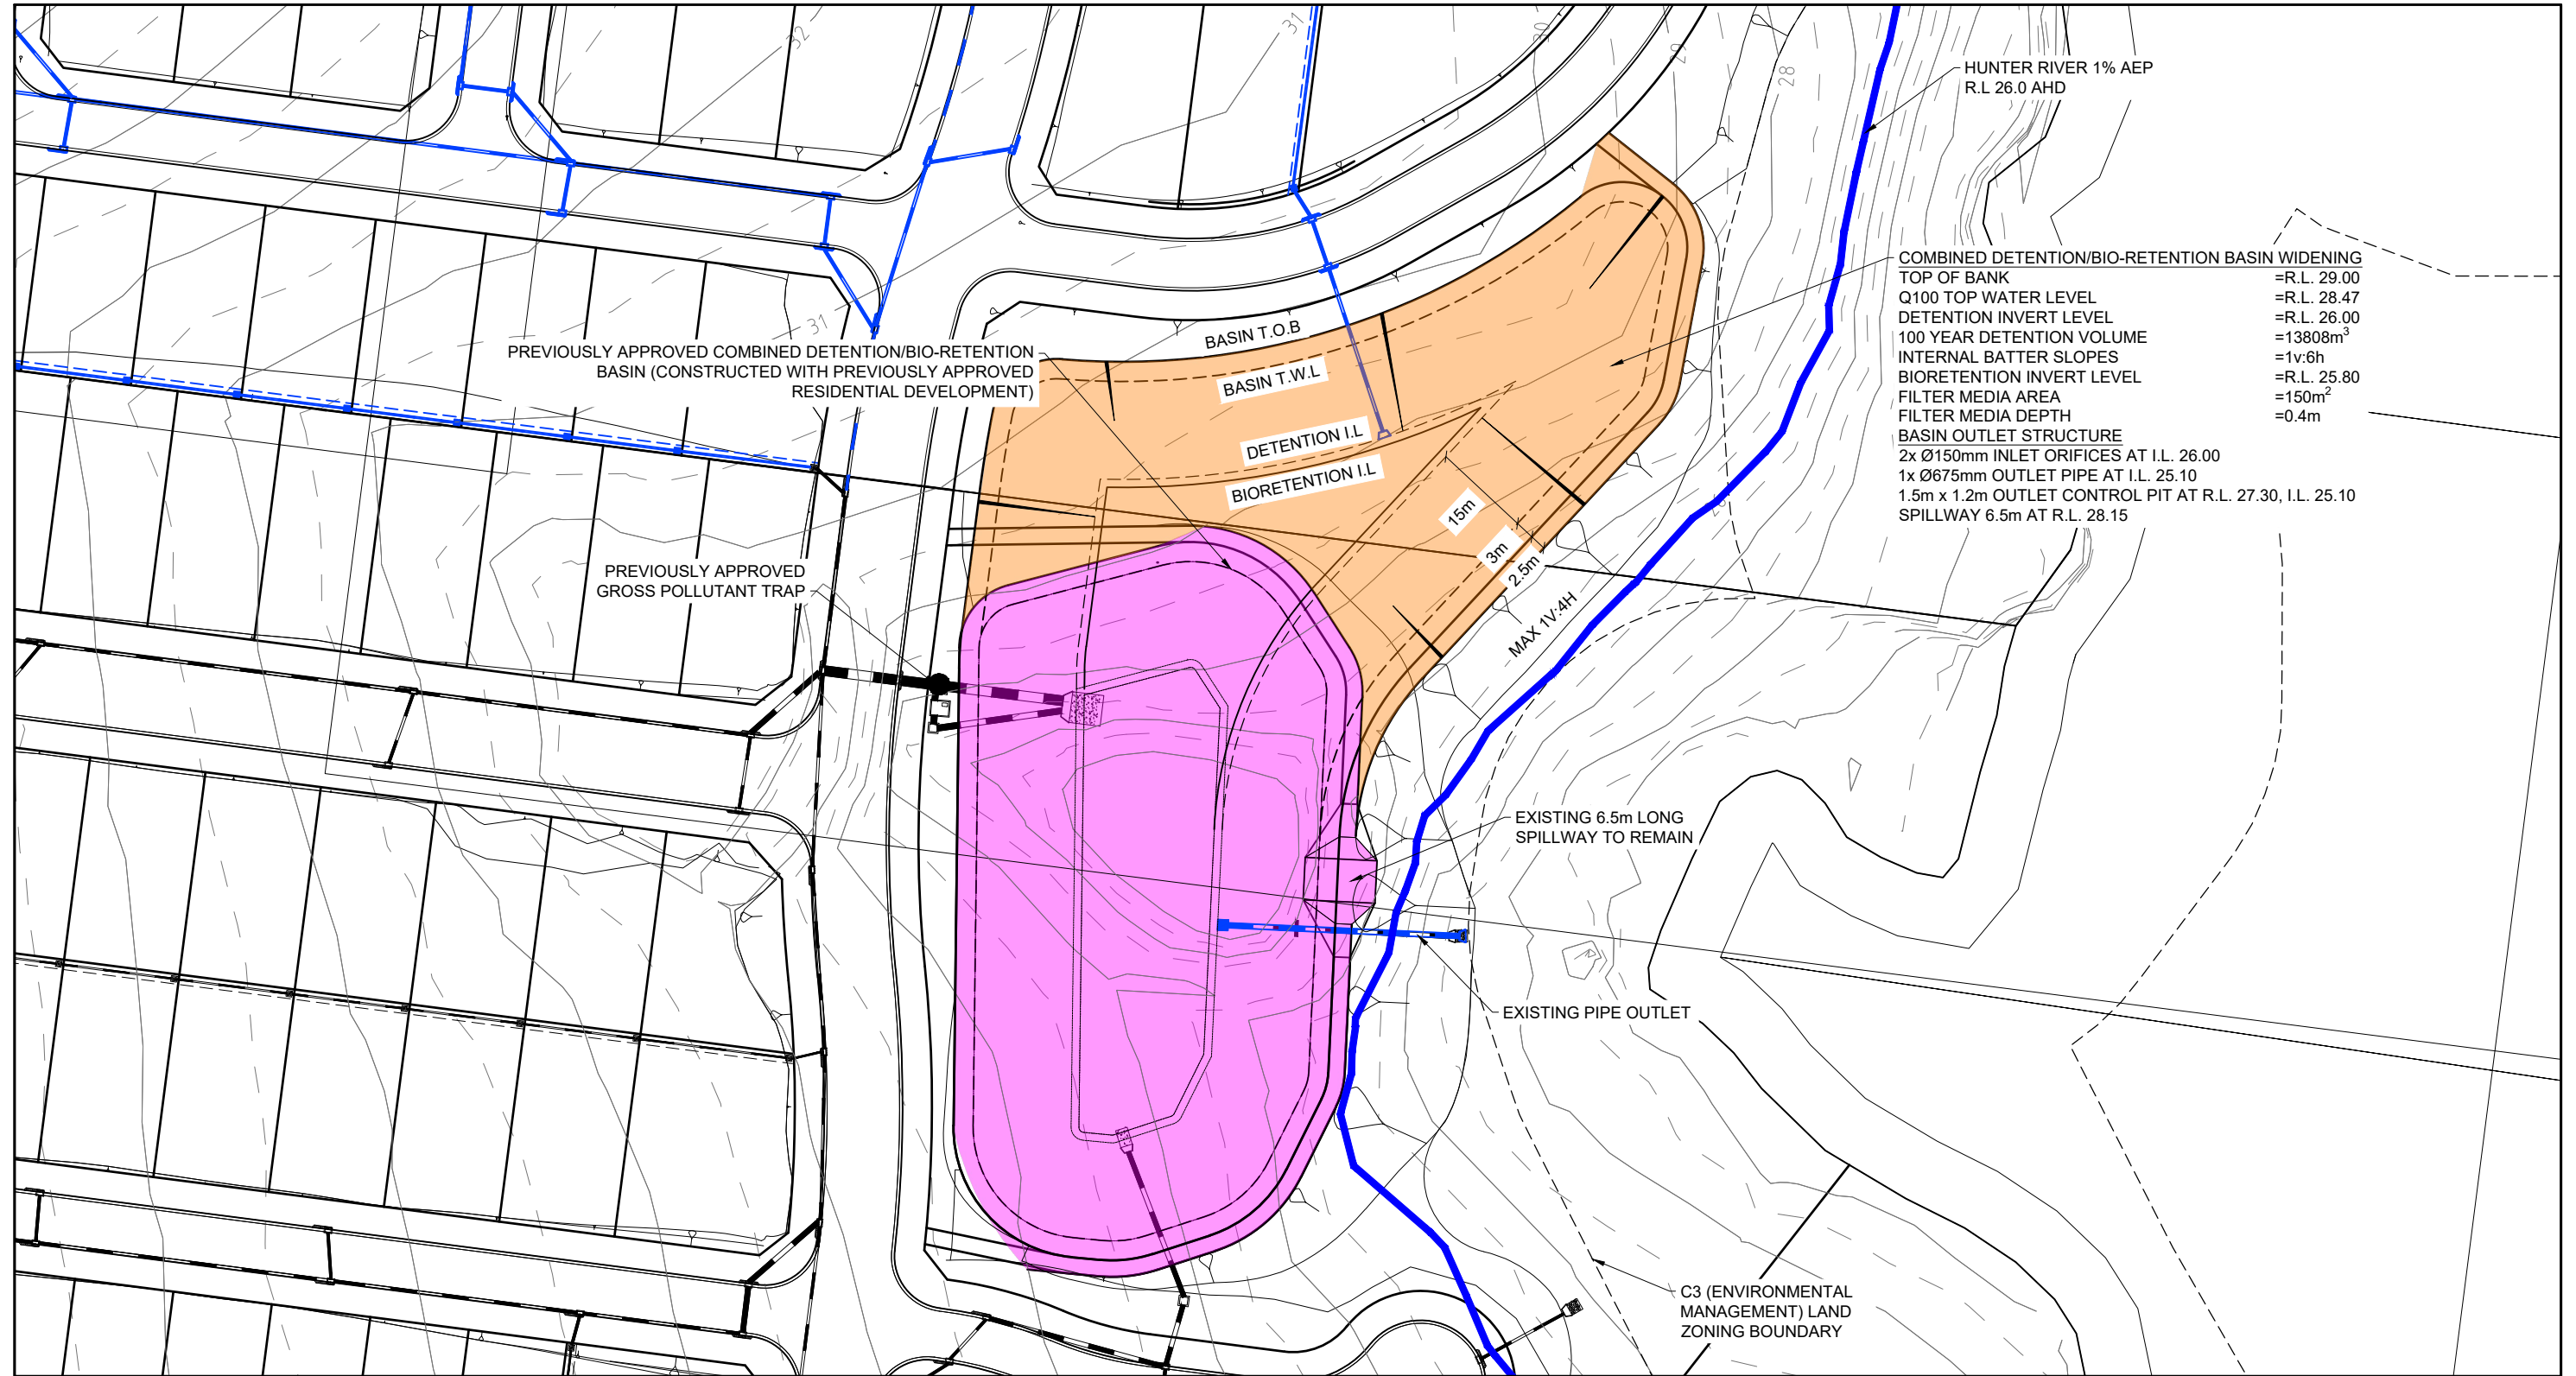 32
31
30
29
28
HUNTER RIVER 1% AEP
R.L 26.0 AHD
COMBINED DETENTION/BIO-RETENTION BASIN WIDENING
TOP OF BANK =R.L. 29.00
Q100 TOP WATER LEVEL =R.L. 28.47
DETENTION INVERT LEVEL =R.L. 26.00
100 YEAR DETENTION VOLUME =13808m³
INTERNAL BATTER SLOPES =1v:6h
BIORETENTION INVERT LEVEL =R.L. 25.80
FILTER MEDIA AREA =150m²
FILTER MEDIA DEPTH =0.4m
BASIN OUTLET STRUCTURE
2x Ø150mm INLET ORIFICES AT I.L. 26.00
1x Ø675mm OUTLET PIPE AT I.L. 25.10
1.5m x 1.2m OUTLET CONTROL PIT AT R.L. 27.30, I.L. 25.10
SPILLWAY 6.5m AT R.L. 28.15
31
BASIN T.O.B
PREVIOUSLY APPROVED COMBINED DETENTION/BIO-RETENTION
BASIN (CONSTRUCTED WITH PREVIOUSLY APPROVED
RESIDENTIAL DEVELOPMENT)
BASIN T.W.L
DETENTION I.L
BIORETENTION I.L
15m
3m
2.5m
MAX 1V:4H
PREVIOUSLY APPROVED
GROSS POLLUTANT TRAP
EXISTING 6.5m LONG
SPILLWAY TO REMAIN
EXISTING PIPE OUTLET
C3 (ENVIRONMENTAL
MANAGEMENT) LAND
ZONING BOUNDARY